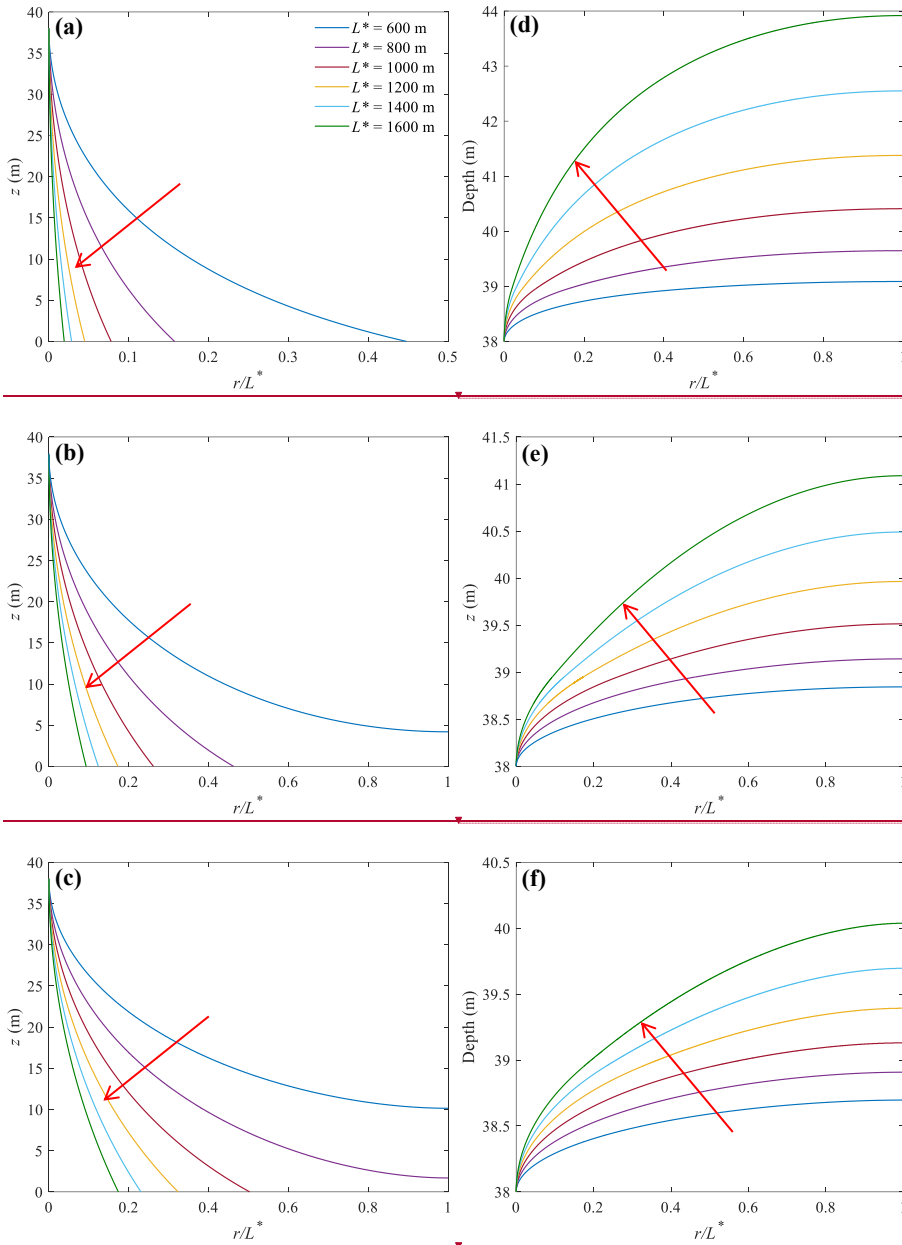 (a)
L* = 600 m
L* = 800 m
L* = 1000 m
L* = 1200 m
L* = 1400 m
L* = 1600 m
z (m)
40
35
30
25
20
15
10
5
0
0 0.1 0.2 0.3 0.4 0.5
r/L*
(d)
Depth (m)
44
43
42
41
40
39
38
0 0.2 0.4 0.6 0.8 1
r/L*
(b)
z (m)
40
35
30
25
20
15
10
5
0
0 0.2 0.4 0.6 0.8 1
r/L*
(e)
z (m)
41.5
41
40.5
40
39.5
39
38.5
38
0 0.2 0.4 0.6 0.8 1
r/L*
(c)
z (m)
40
35
30
25
20
15
10
5
0
0 0.2 0.4 0.6 0.8 1
r/L*
(f)
Depth (m)
40.5
40
39.5
39
38.5
38
0 0.2 0.4 0.6 0.8 1
r/L*